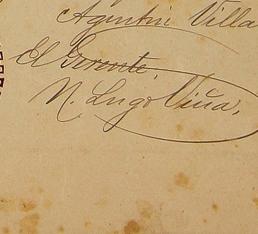 Agustin Villa
El Gerente.
N. Lugo Viña,